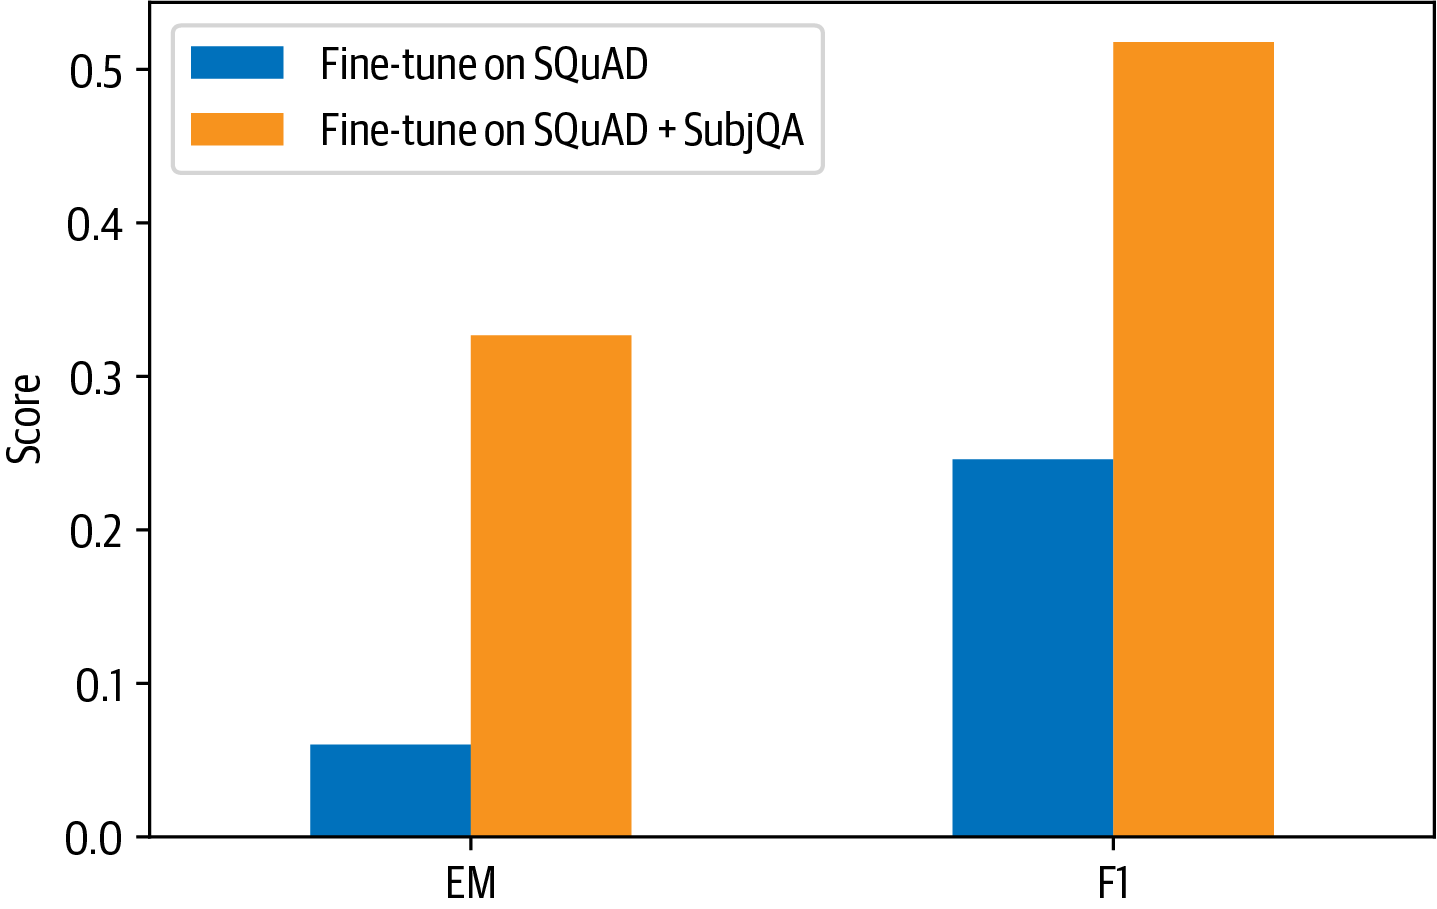 Fine-tune on SQuAD
Fine-tune on SQuAD + SubjQA
Score
0.5
0.4
0.3
0.2
0.1
0.0
EM
F1